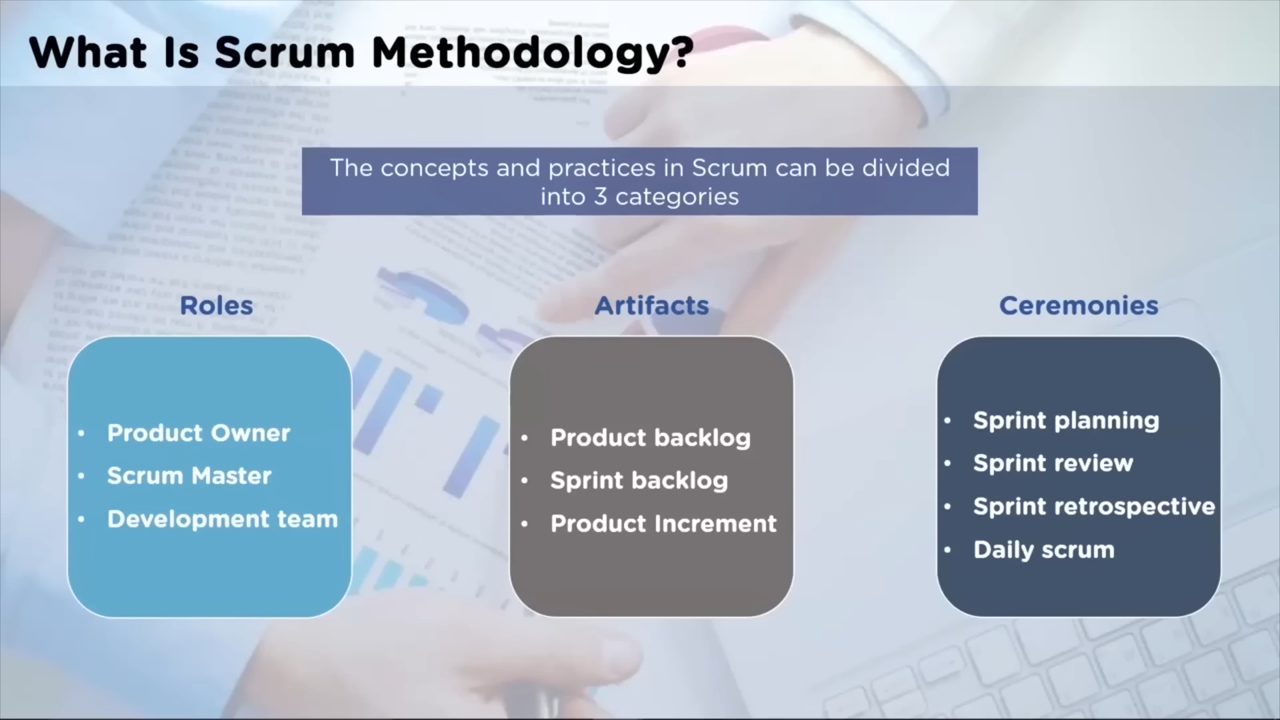 What Is Scrum Methodology?
The concepts and practices in Scrum can be divided
into 3 categories
Roles
• Product Owner
• Scrum Master
• Development team
Artifacts
• Product backlog
• Sprint backlog
• Product Increment
Ceremonies
• Sprint planning
• Sprint review
• Sprint retrospective
• Daily scrum